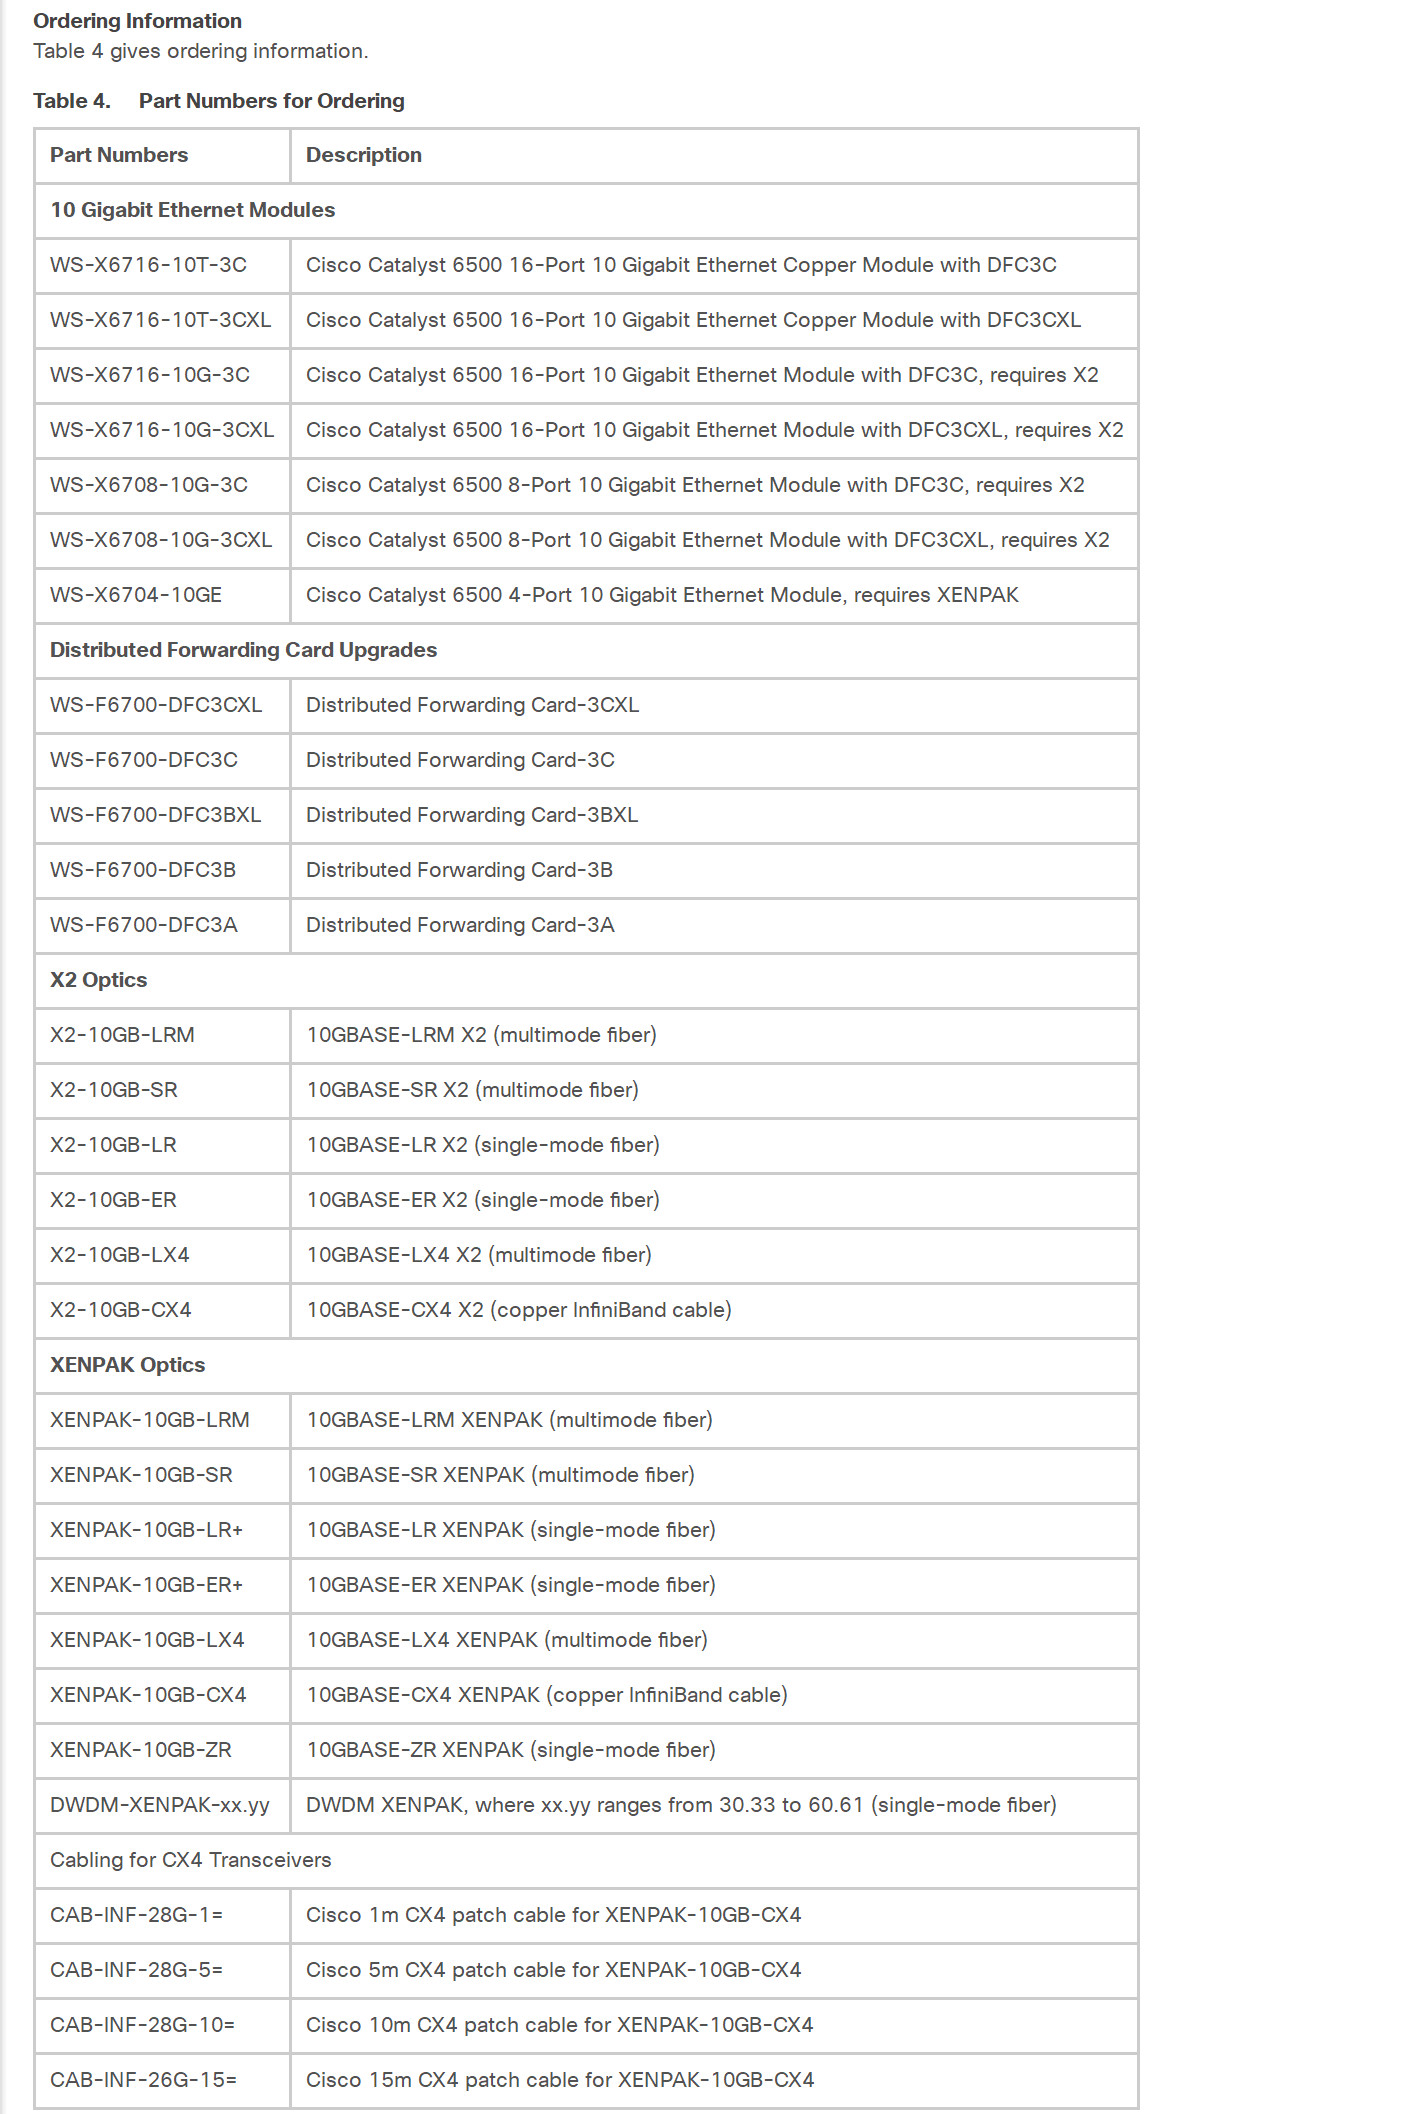 Ordering Information
Table 4 gives ordering information.
Table 4. Part Numbers for Ordering
Part Numbers Description
10 Gigabit Ethernet Modules
WS-X6716-10T-3C Cisco Catalyst 6500 16-Port 10 Gigabit Ethernet Copper Module with DFC3C
WS-X6716-10T-3CXL Cisco Catalyst 6500 16-Port 10 Gigabit Ethernet Copper Module with DFC3CXL
WS-X6716-10G-3C Cisco Catalyst 6500 16-Port 10 Gigabit Ethernet Module with DFC3C, requires X2
WS-X6716-10G-3CXL Cisco Catalyst 6500 16-Port 10 Gigabit Ethernet Module with DFC3CXL, requires X2
WS-X6708-10G-3C Cisco Catalyst 6500 8-Port 10 Gigabit Ethernet Module with DFC3C, requires X2
WS-X6708-10G-3CXL Cisco Catalyst 6500 8-Port 10 Gigabit Ethernet Module with DFC3CXL, requires X2
WS-X6704-10GE Cisco Catalyst 6500 4-Port 10 Gigabit Ethernet Module, requires XENPAK
Distributed Forwarding Card Upgrades
WS-F6700-DFC3CXL Distributed Forwarding Card-3CXL
WS-F6700-DFC3C Distributed Forwarding Card-3C
WS-F6700-DFC3BXL Distributed Forwarding Card-3BXL
WS-F6700-DFC3B Distributed Forwarding Card-3B
WS-F6700-DFC3A Distributed Forwarding Card-3A
X2 Optics
X2-10GB-LRM 10GBASE-LRM X2 (multimode fiber)
X2-10GB-SR 10GBASE-SR X2 (multimode fiber)
X2-10GB-LR 10GBASE-LR X2 (single-mode fiber)
X2-10GB-ER 10GBASE-ER X2 (single-mode fiber)
X2-10GB-LX4 10GBASE-LX4 X2 (multimode fiber)
X2-10GB-CX4 10GBASE-CX4 X2 (copper InfiniBand cable)
XENPAK Optics
XENPAK-10GB-LRM 10GBASE-LRM XENPAK (multimode fiber)
XENPAK-10GB-SR 10GBASE-SR XENPAK (multimode fiber)
XENPAK-10GB-LR+ 10GBASE-LR XENPAK (single-mode fiber)
XENPAK-10GB-ER+ 10GBASE-ER XENPAK (single-mode fiber)
XENPAK-10GB-LX4 10GBASE-LX4 XENPAK (multimode fiber)
XENPAK-10GB-CX4 10GBASE-CX4 XENPAK (copper InfiniBand cable)
XENPAK-10GB-ZR 10GBASE-ZR XENPAK (single-mode fiber)
DWDM-XENPAK-xx.yy DWDM XENPAK, where xx.yy ranges from 30.33 to 60.61 (single-mode fiber)
Cabling for CX4 Transceivers
CAB-INF-28G-1= Cisco 1m CX4 patch cable for XENPAK-10GB-CX4
CAB-INF-28G-5= Cisco 5m CX4 patch cable for XENPAK-10GB-CX4
CAB-INF-28G-10= Cisco 10m CX4 patch cable for XENPAK-10GB-CX4
CAB-INF-26G-15= Cisco 15m CX4 patch cable for XENPAK-10GB-CX4